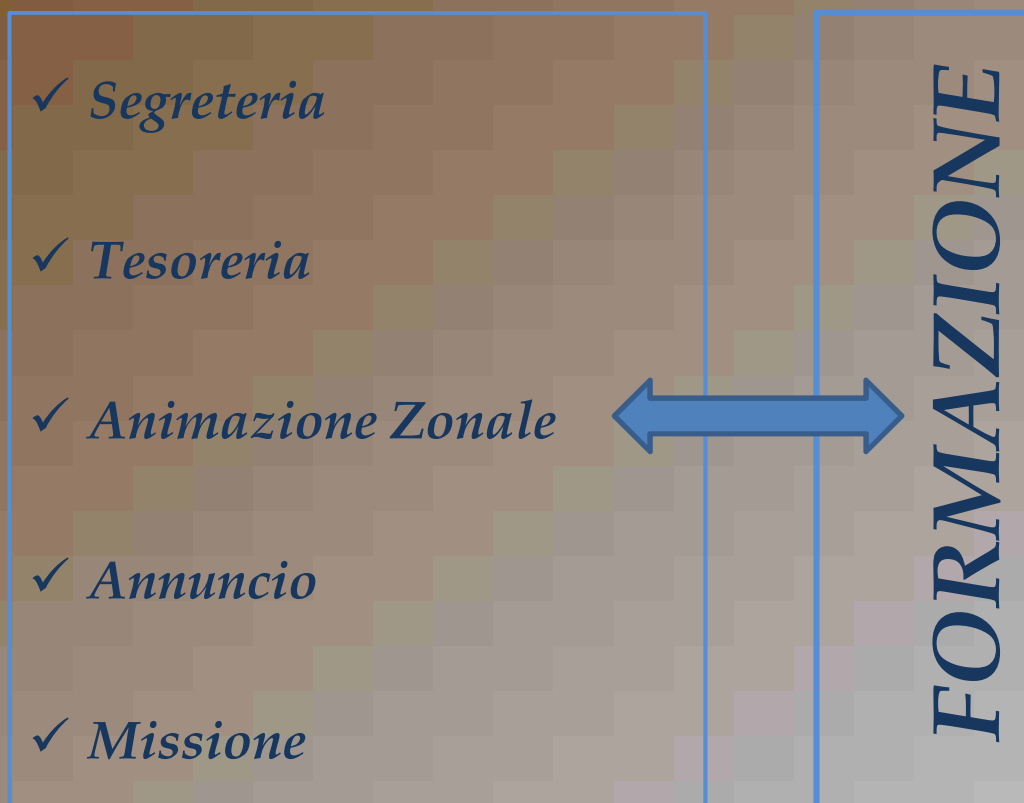 ✓ Segreteria
✓ Tesoreria
✓ Animazione Zonale
✓ Annuncio
✓ Missione
FORMAZIONE